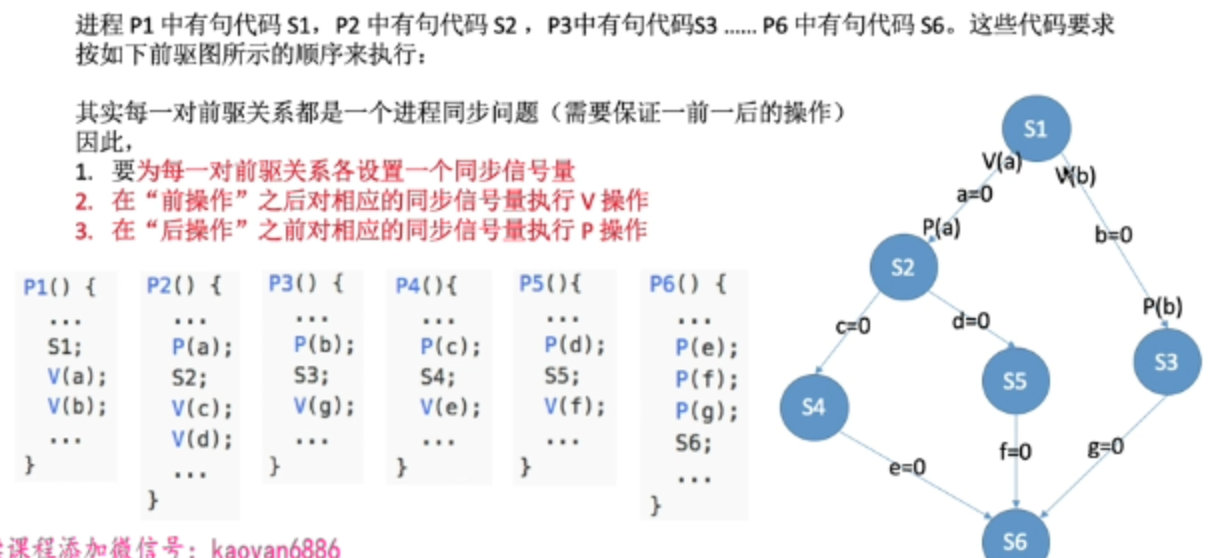 进程 P1 中有句代码 S1，P2 中有句代码 S2 ，P3中有句代码S3 …… P6 中有句代码 S6。这些代码要求
按如下前驱图所示的顺序来执行：
其实每一对前驱关系都是一个进程同步问题（需要保证一前一后的操作）
因此，
1. 要为每一对前驱关系各设置一个同步信号量
2. 在“前操作”之后对相应的同步信号量执行 V 操作
3. 在“后操作”之前对相应的同步信号量执行 P 操作
P1() {
...
S1;
V(a);
V(b);
...
}
P2() {
...
P(a);
S2;
V(c);
V(d);
...
}
P3() {
...
P(b);
S3;
V(g);
...
}
P4(){
...
P(c);
S4;
V(e);
...
}
P5(){
...
P(d);
S5;
V(f);
...
}
P6() {
...
P(e);
P(f);
P(g);
S6;
...
}
S1
V(a)
V(b)
a=0
P(a)
b=0
S2
P(b)
c=0
d=0
S3
S5
S4
f=0
g=0
e=0
S6
课程添加微信号：kaoyan6886